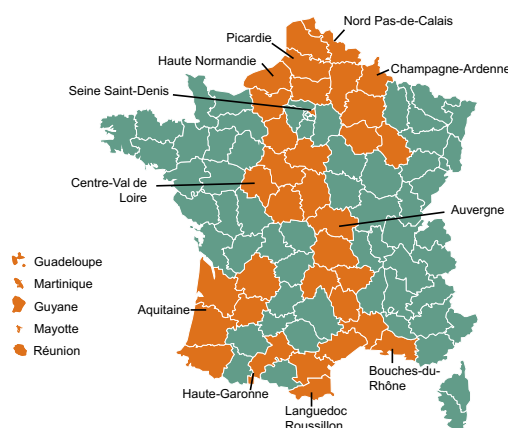 Nord Pas-de-Calais
Picardie
Haute Normandie
Champagne-Ardenne
Seine Saint-Denis
Centre-Val de
Loire
Auvergne
Guadeloupe
Martinique
Guyane
Mayotte
Réunion
Aquitaine
Bouches-du-
Rhône
Haute-Garonne
Languedoc
Roussillon